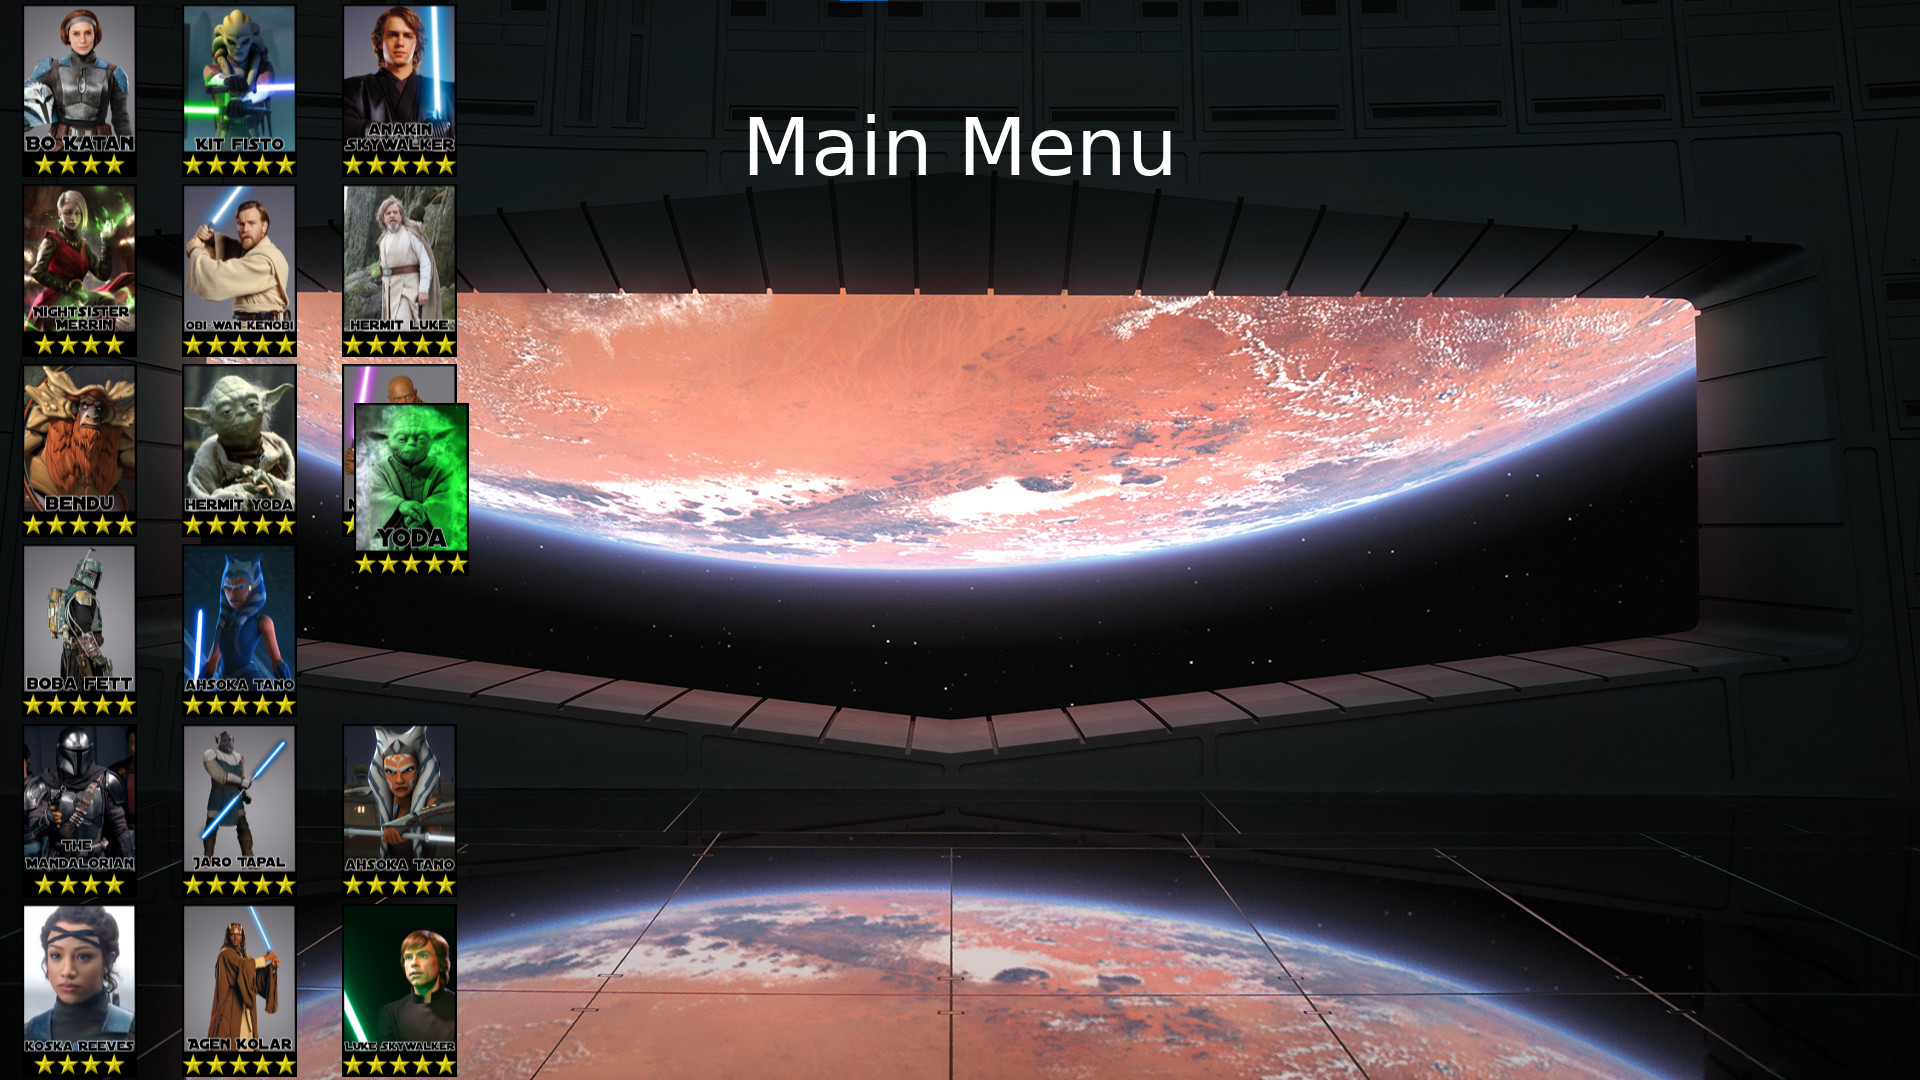 Main Menu
BO KATAN
KIT FISTO
ANAKIN
SKYWALKER
NIGHTSISTER
MERRIN
OBI-WAN KENOBI
HERMIT LUKE
BENDU
HERMIT YODA
YODA
BOBA FETT
AHSOKA TANO
THE
MANDALORIAN
JARO TAPAL
AHSOKA TANO
KOSKA REEVES
AGEN KOLAR
LUKE SKYWALKER